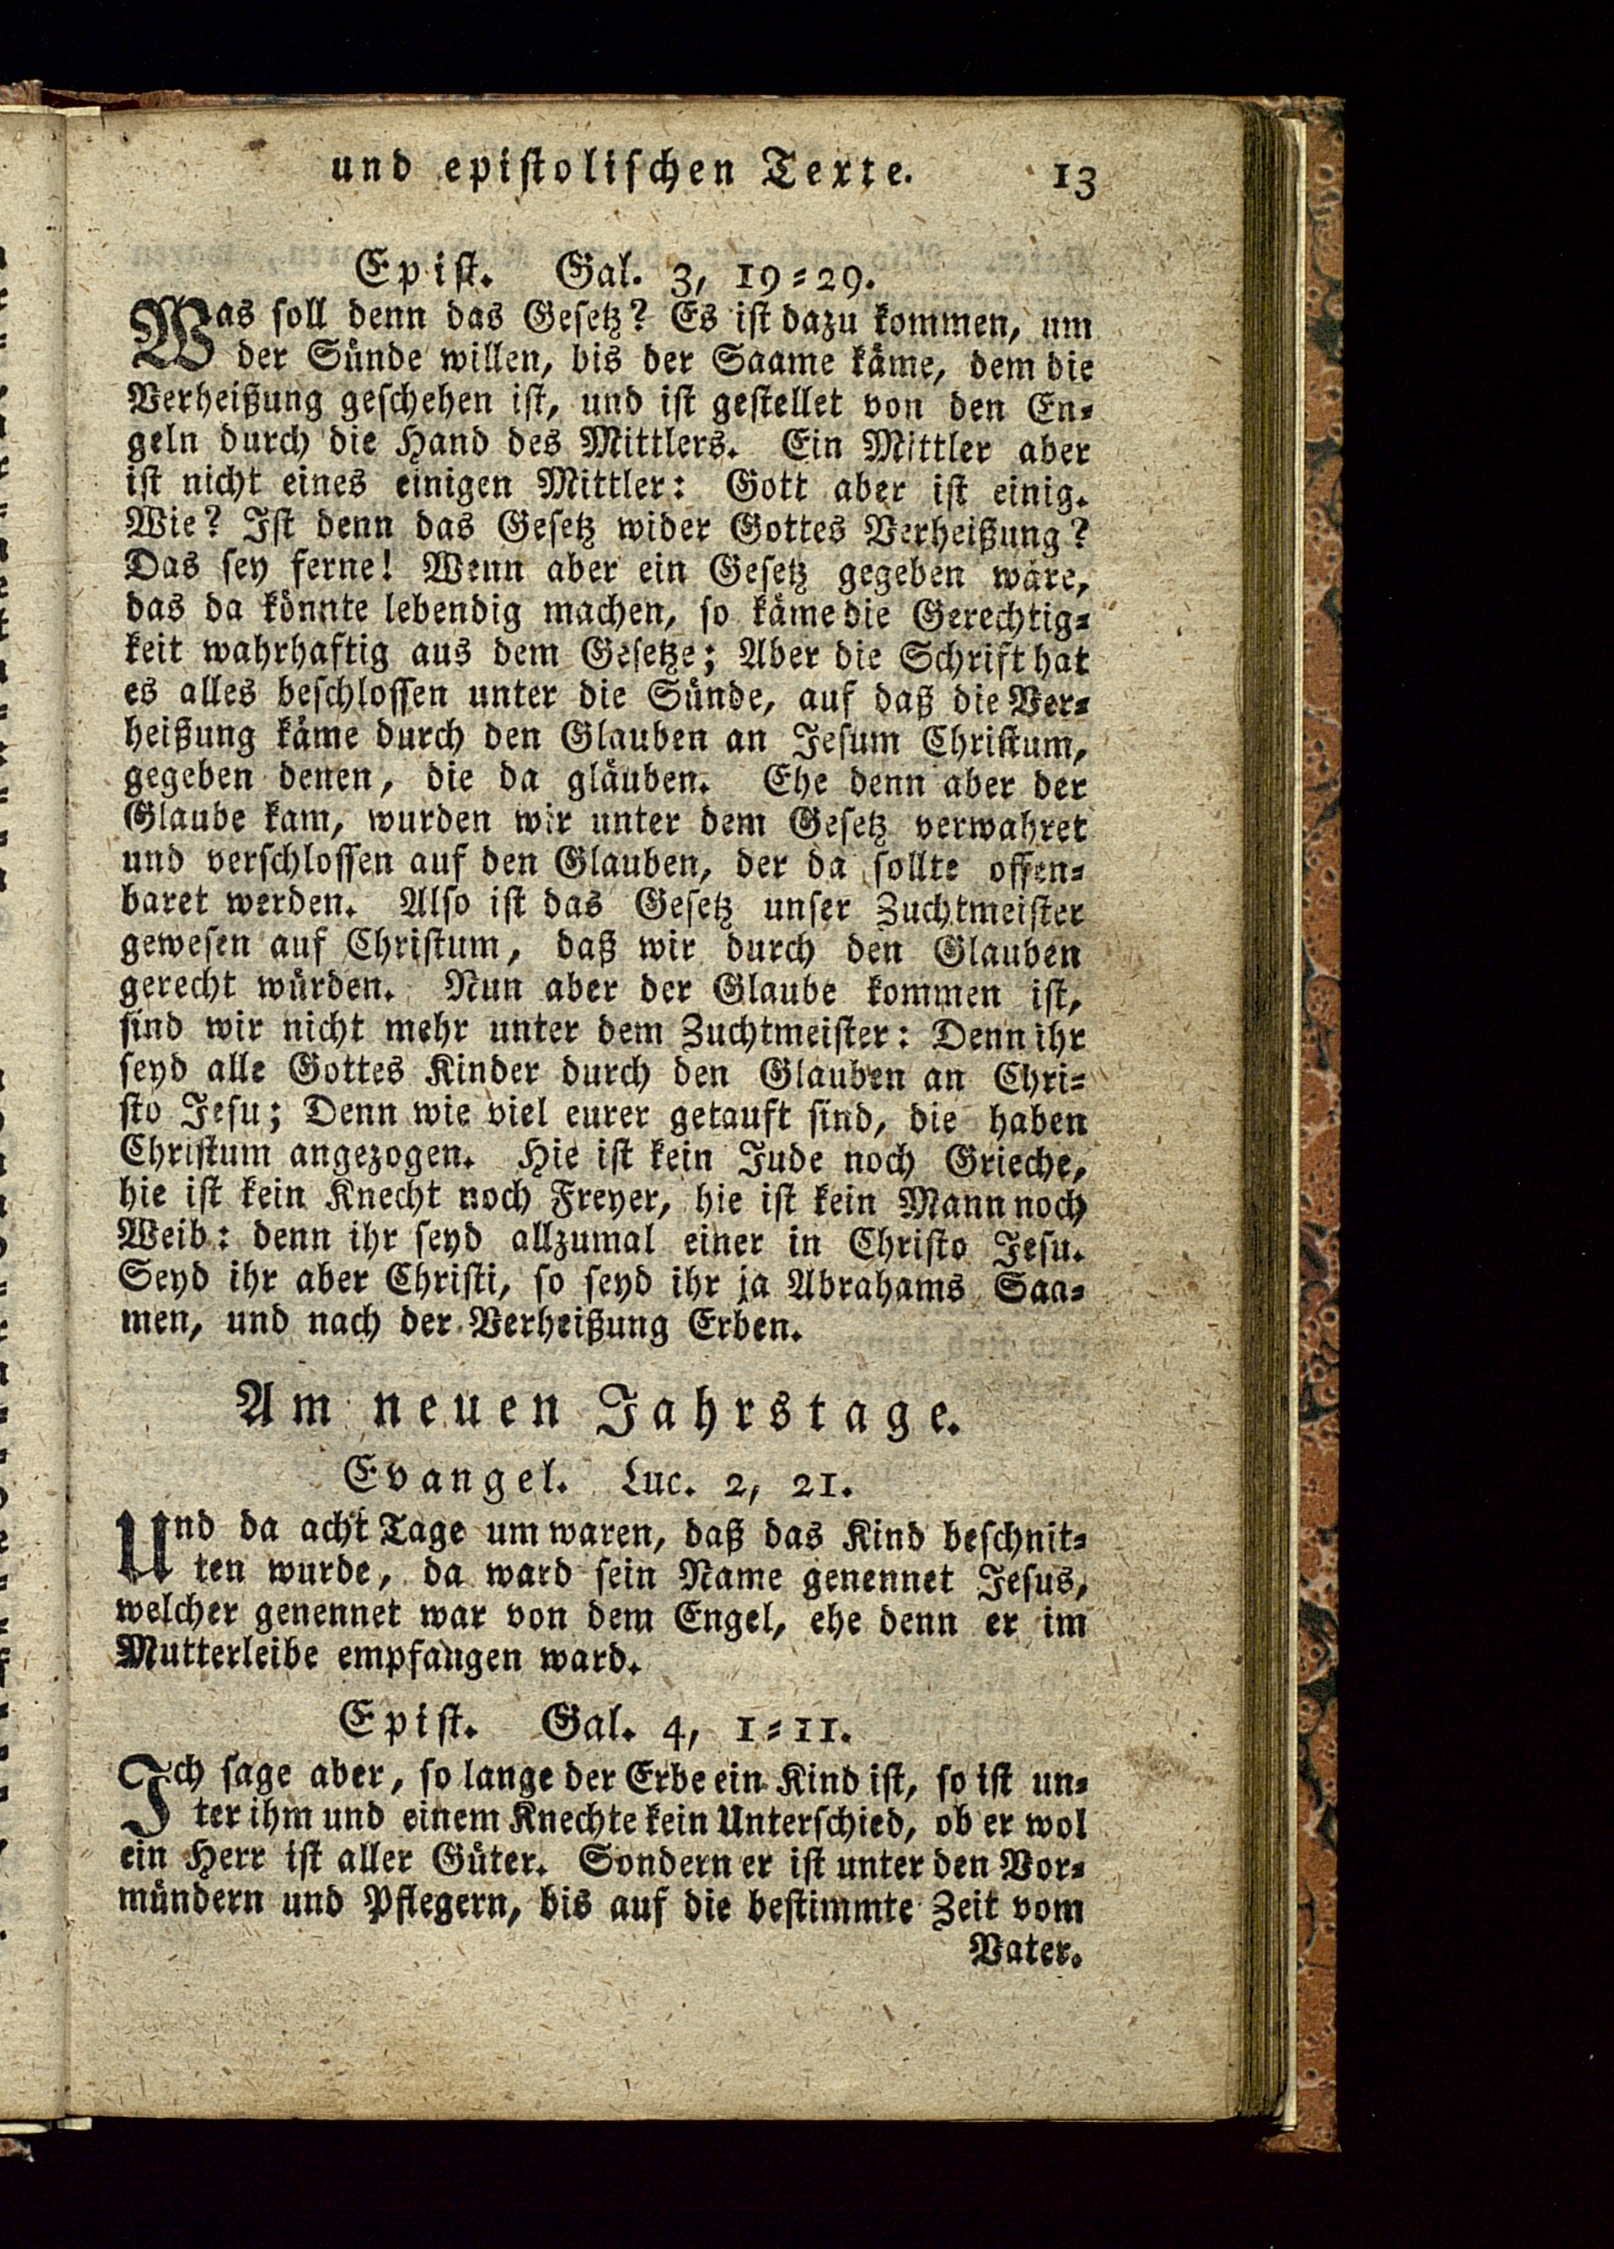 und epistolischen Texte. 13
Epist. Gal. 3, 19-29.
Was soll denn das Gesetz? Es ist dazu kommen, um
der Sünde willen, bis der Saame käme, dem die
Verheißung geschehen ist, und ist gestellet von den En-
geln durch die Hand des Mittlers. Ein Mittler aber
ist nicht eines einigen Mittler: Gott aber ist einig.
Wie? Ist denn das Gesetz wider Gottes Verheißung?
Das sey ferne! Wenn aber ein Gesetz gegeben wäre,
das da könnte lebendig machen, so käme die Gerechtig-
keit wahrhaftig aus dem Gesetze; Aber die Schrift hat
es alles beschlossen unter die Sünde, auf daß die Ver-
heißung käme durch den Glauben an Jesum Christum,
gegeben denen, die da gläuben. Ehe denn aber der
Glaube kam, wurden wir unter dem Gesetz verwahret
und verschlossen auf den Glauben, der da sollte offen-
baret werden. Also ist das Gesetz unser Zuchtmeister
gewesen auf Christum, daß wir durch den Glauben
gerecht würden. Nun aber der Glaube kommen ist,
sind wir nicht mehr unter dem Zuchtmeister: Denn ihr
seyd alle Gottes Kinder durch den Glauben an Chri-
sto Jesu; Denn wie viel eurer getauft sind, die haben
Christum angezogen. Hie ist kein Jude noch Grieche,
hie ist kein Knecht noch Freyer, hie ist kein Mann noch
Weib: denn ihr seyd allzumal einer in Christo Jesu.
Seyd ihr aber Christi, so seyd ihr ja Abrahams Saa-
men, und nach der Verheißung Erben.
Am neuen Jahrstage.
Evangel. Luc. 2, 21.
Und da acht Tage um waren, daß das Kind beschnit-
ten wurde, da ward sein Name genennet Jesus,
welcher genennet war von dem Engel, ehe denn er im
Mutterleibe empfangen ward.
Epist. Gal. 4, 1-11.
Ich sage aber, so lange der Erbe ein Kind ist, so ist un-
ter ihm und einem Knechte kein Unterschied, ob er wol
ein Herr ist aller Güter. Sondern er ist unter den Vor-
mündern und Pflegern, bis auf die bestimmte Zeit vom
Vater.